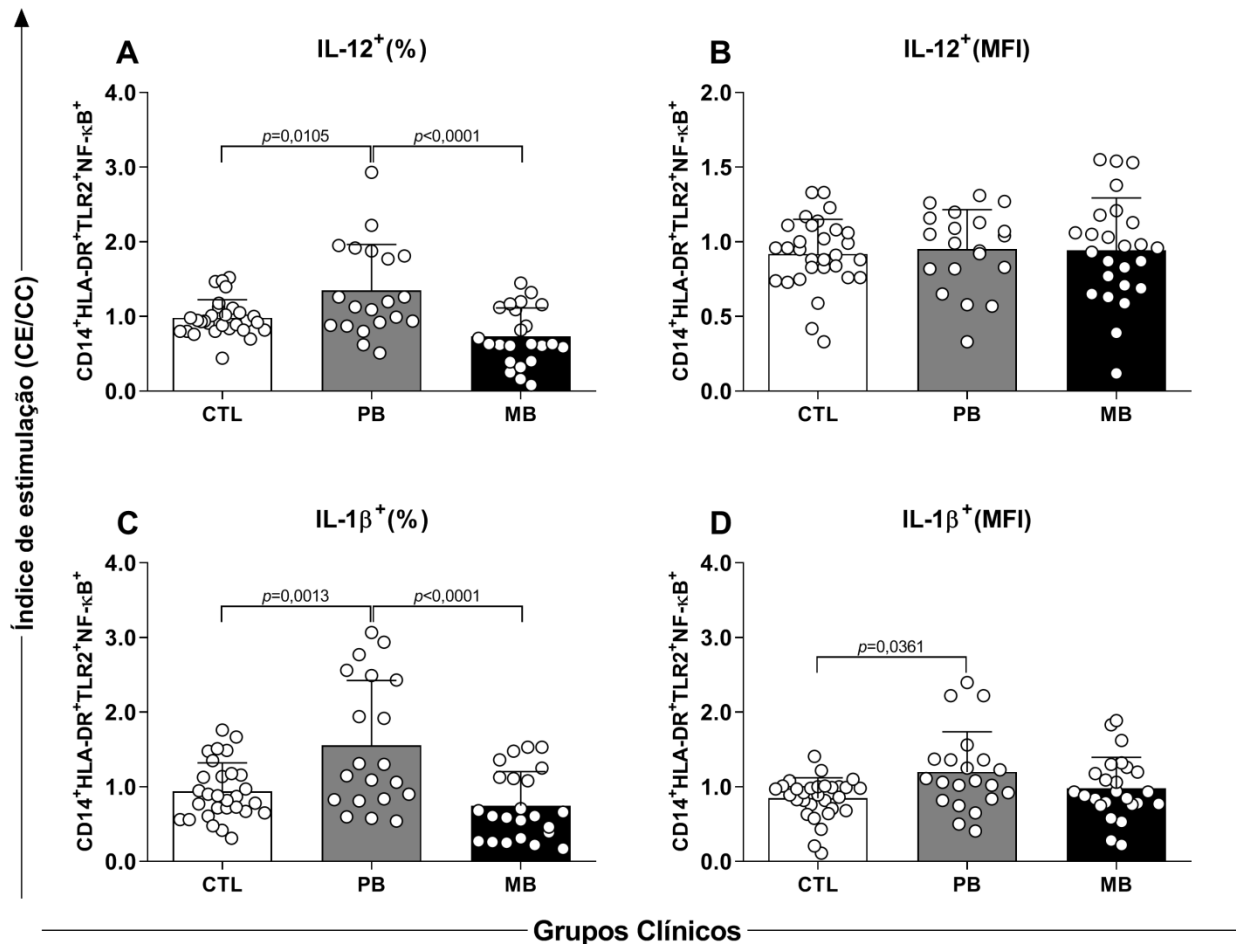 Índice de estimulação (CE/CC)
A
IL-12⁺(%)
CD14⁺HLA-DR⁺TLR2⁺NF-κB⁺
4.0
3.0
2.0
1.0
0.0
p=0,0105
p<0,0001
CTL
PB
MB
B
IL-12⁺(MFI)
CD14⁺HLA-DR⁺TLR2⁺NF-κB⁺
2.0
1.5
1.0
0.5
0.0
CTL
PB
MB
C
IL-1β⁺(%)
CD14⁺HLA-DR⁺TLR2⁺NF-κB⁺
4.0
3.0
2.0
1.0
0.0
p=0,0013
p<0,0001
CTL
PB
MB
D
IL-1β⁺(MFI)
CD14⁺HLA-DR⁺TLR2⁺NF-κB⁺
4.0
3.0
2.0
1.0
0.0
p=0,0361
CTL
PB
MB
Grupos Clínicos